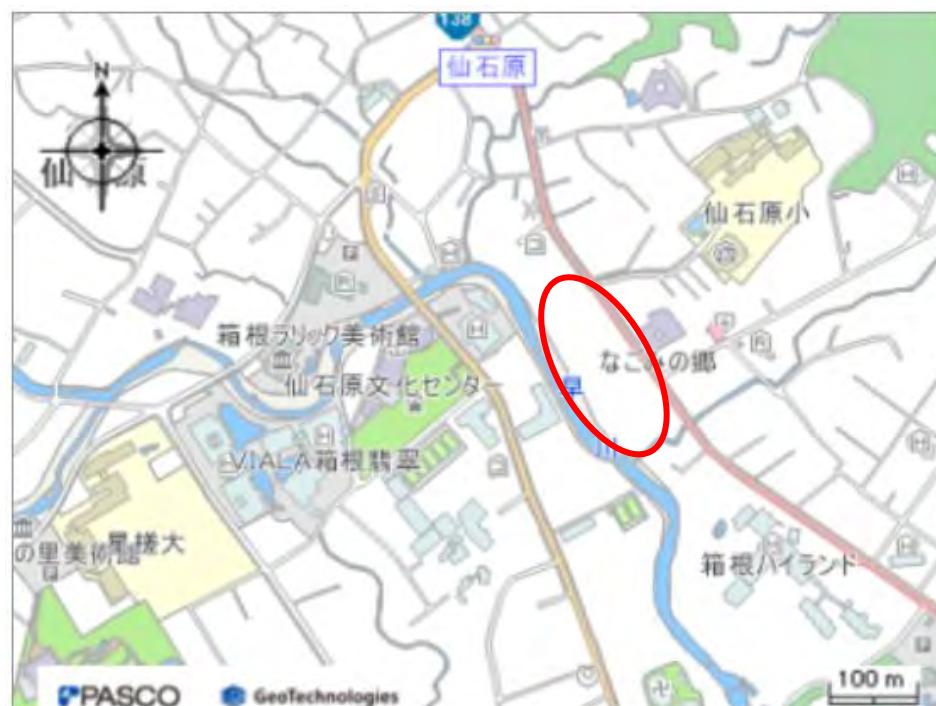 138
仙石原
N
仙石原
仙石原小
箱根ラリック美術館
なごみの郷
仙石原文化センター
早
川
VIALA箱根翡翠
星槎大
の里美術館
箱根ハイランド
PASCO
GeoTechnologies
100 m